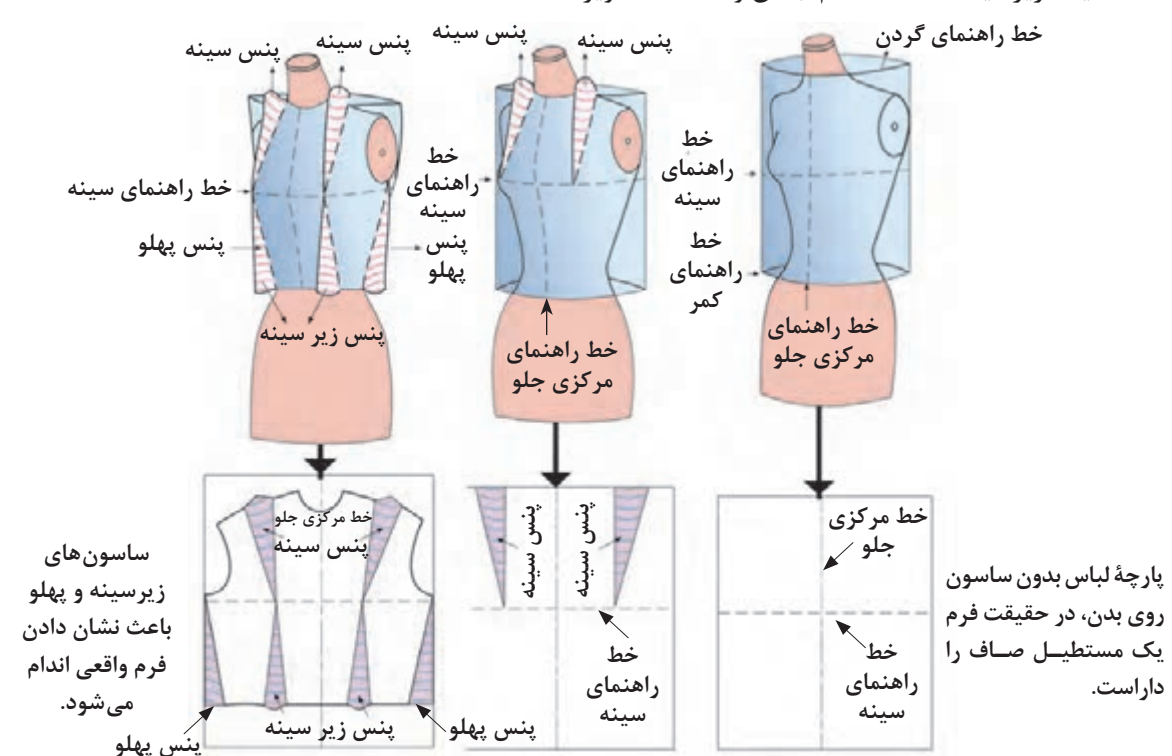 خط راهنمای گردن
خط
راهنمای
سینه
خط
راهنمای
کمر
خط راهنمای
مرکزی جلو
پنس سینه
پنس سینه
خط
راهنمای
سینه
خط راهنمای
مرکزی جلو
پنس سینه
پنس سینه
خط راهنمای سینه
پنس پهلو
پنس
پهلو
پنس زیر سینه
خط مرکزی
جلو
خط
راهنمای
سینه
پارچهٔ لباس بدون ساسون
روی بدن، در حقیقت فرم
یک مستطیل صاف را
داراست.
پنس سینه
پنس سینه
خط
راهنمای
سینه
خط مرکزی جلو
پنس سینه
پنس پهلو
پنس زیر سینه
پنس پهلو
ساسون‌های
زیرسینه و پهلو
باعث نشان دادن
فرم واقعی اندام
می‌شود.